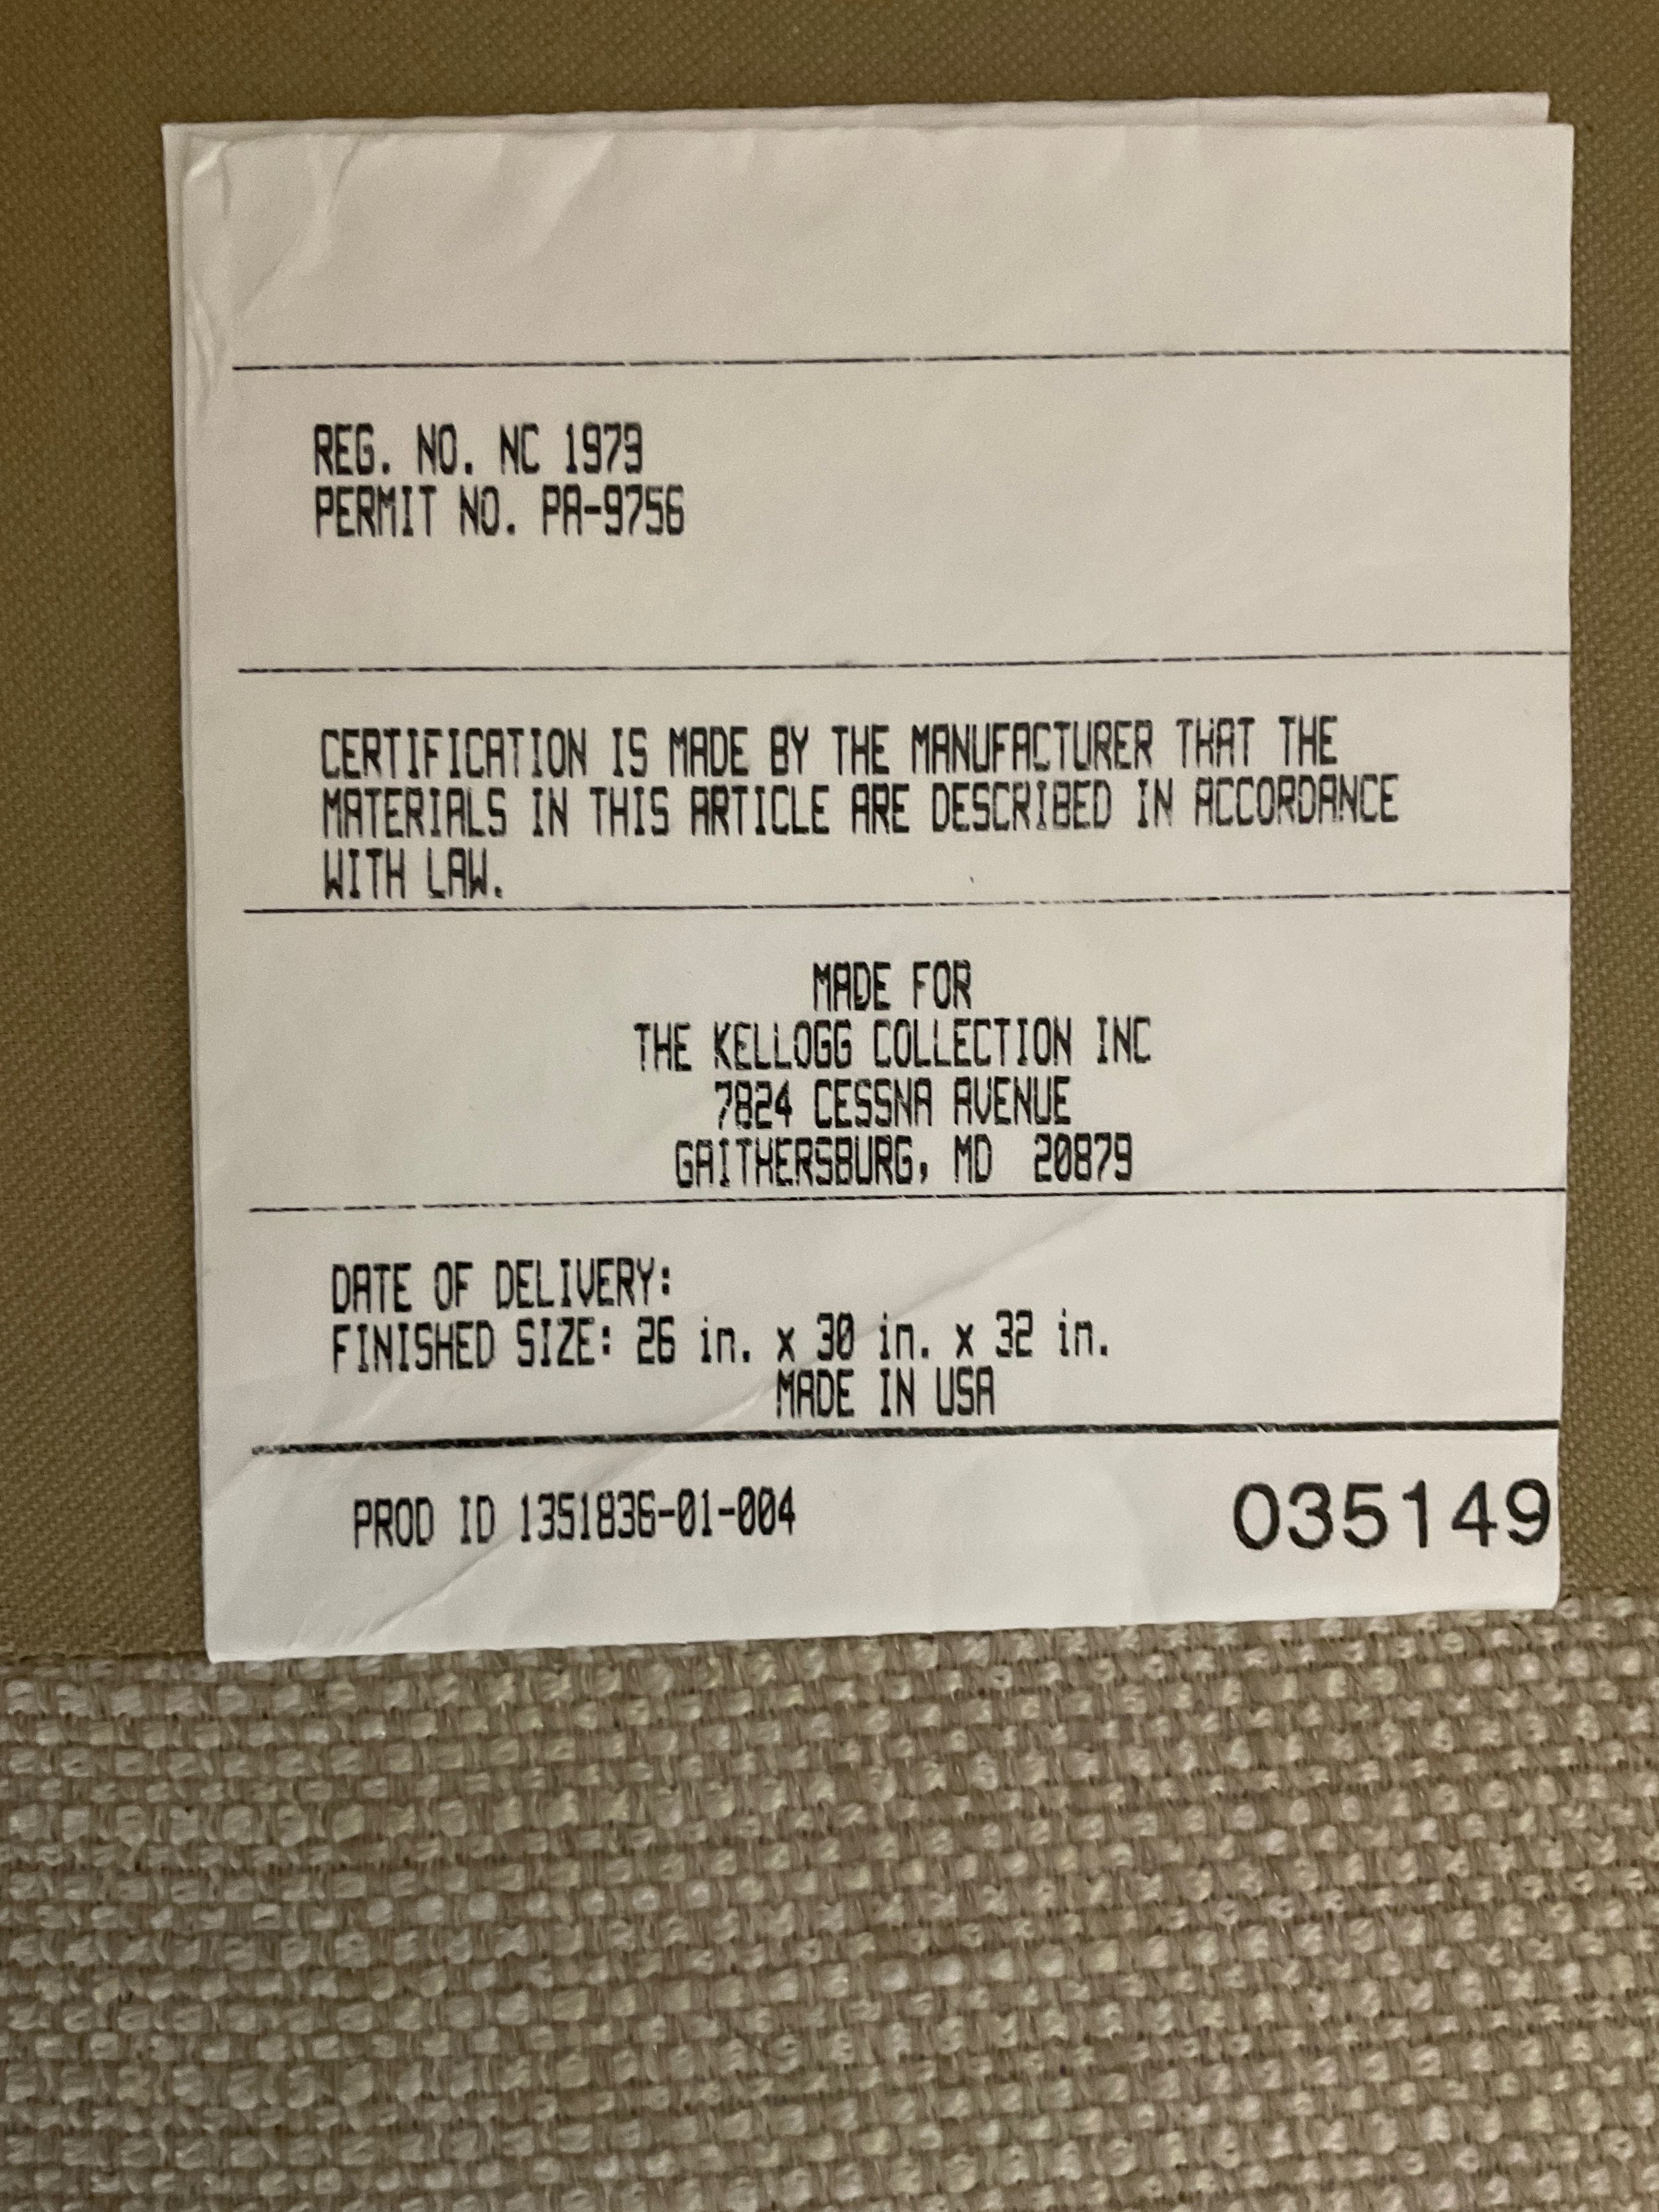 REG. NO. NC 1979
PERMIT NO. PA-9756
CERTIFICATION IS MADE BY THE MANUFACTURER THAT THE
MATERIALS IN THIS ARTICLE ARE DESCRIBED IN ACCORDANCE
WITH LAW.
MADE FOR
THE KELLOGG COLLECTION INC
7824 CESSNA AVENUE
GAITHERSBURG, MD 20879
DATE OF DELIVERY:
FINISHED SIZE: 26 in. x 30 in. x 32 in.
MADE IN USA
PROD ID 1351836-01-004 035149